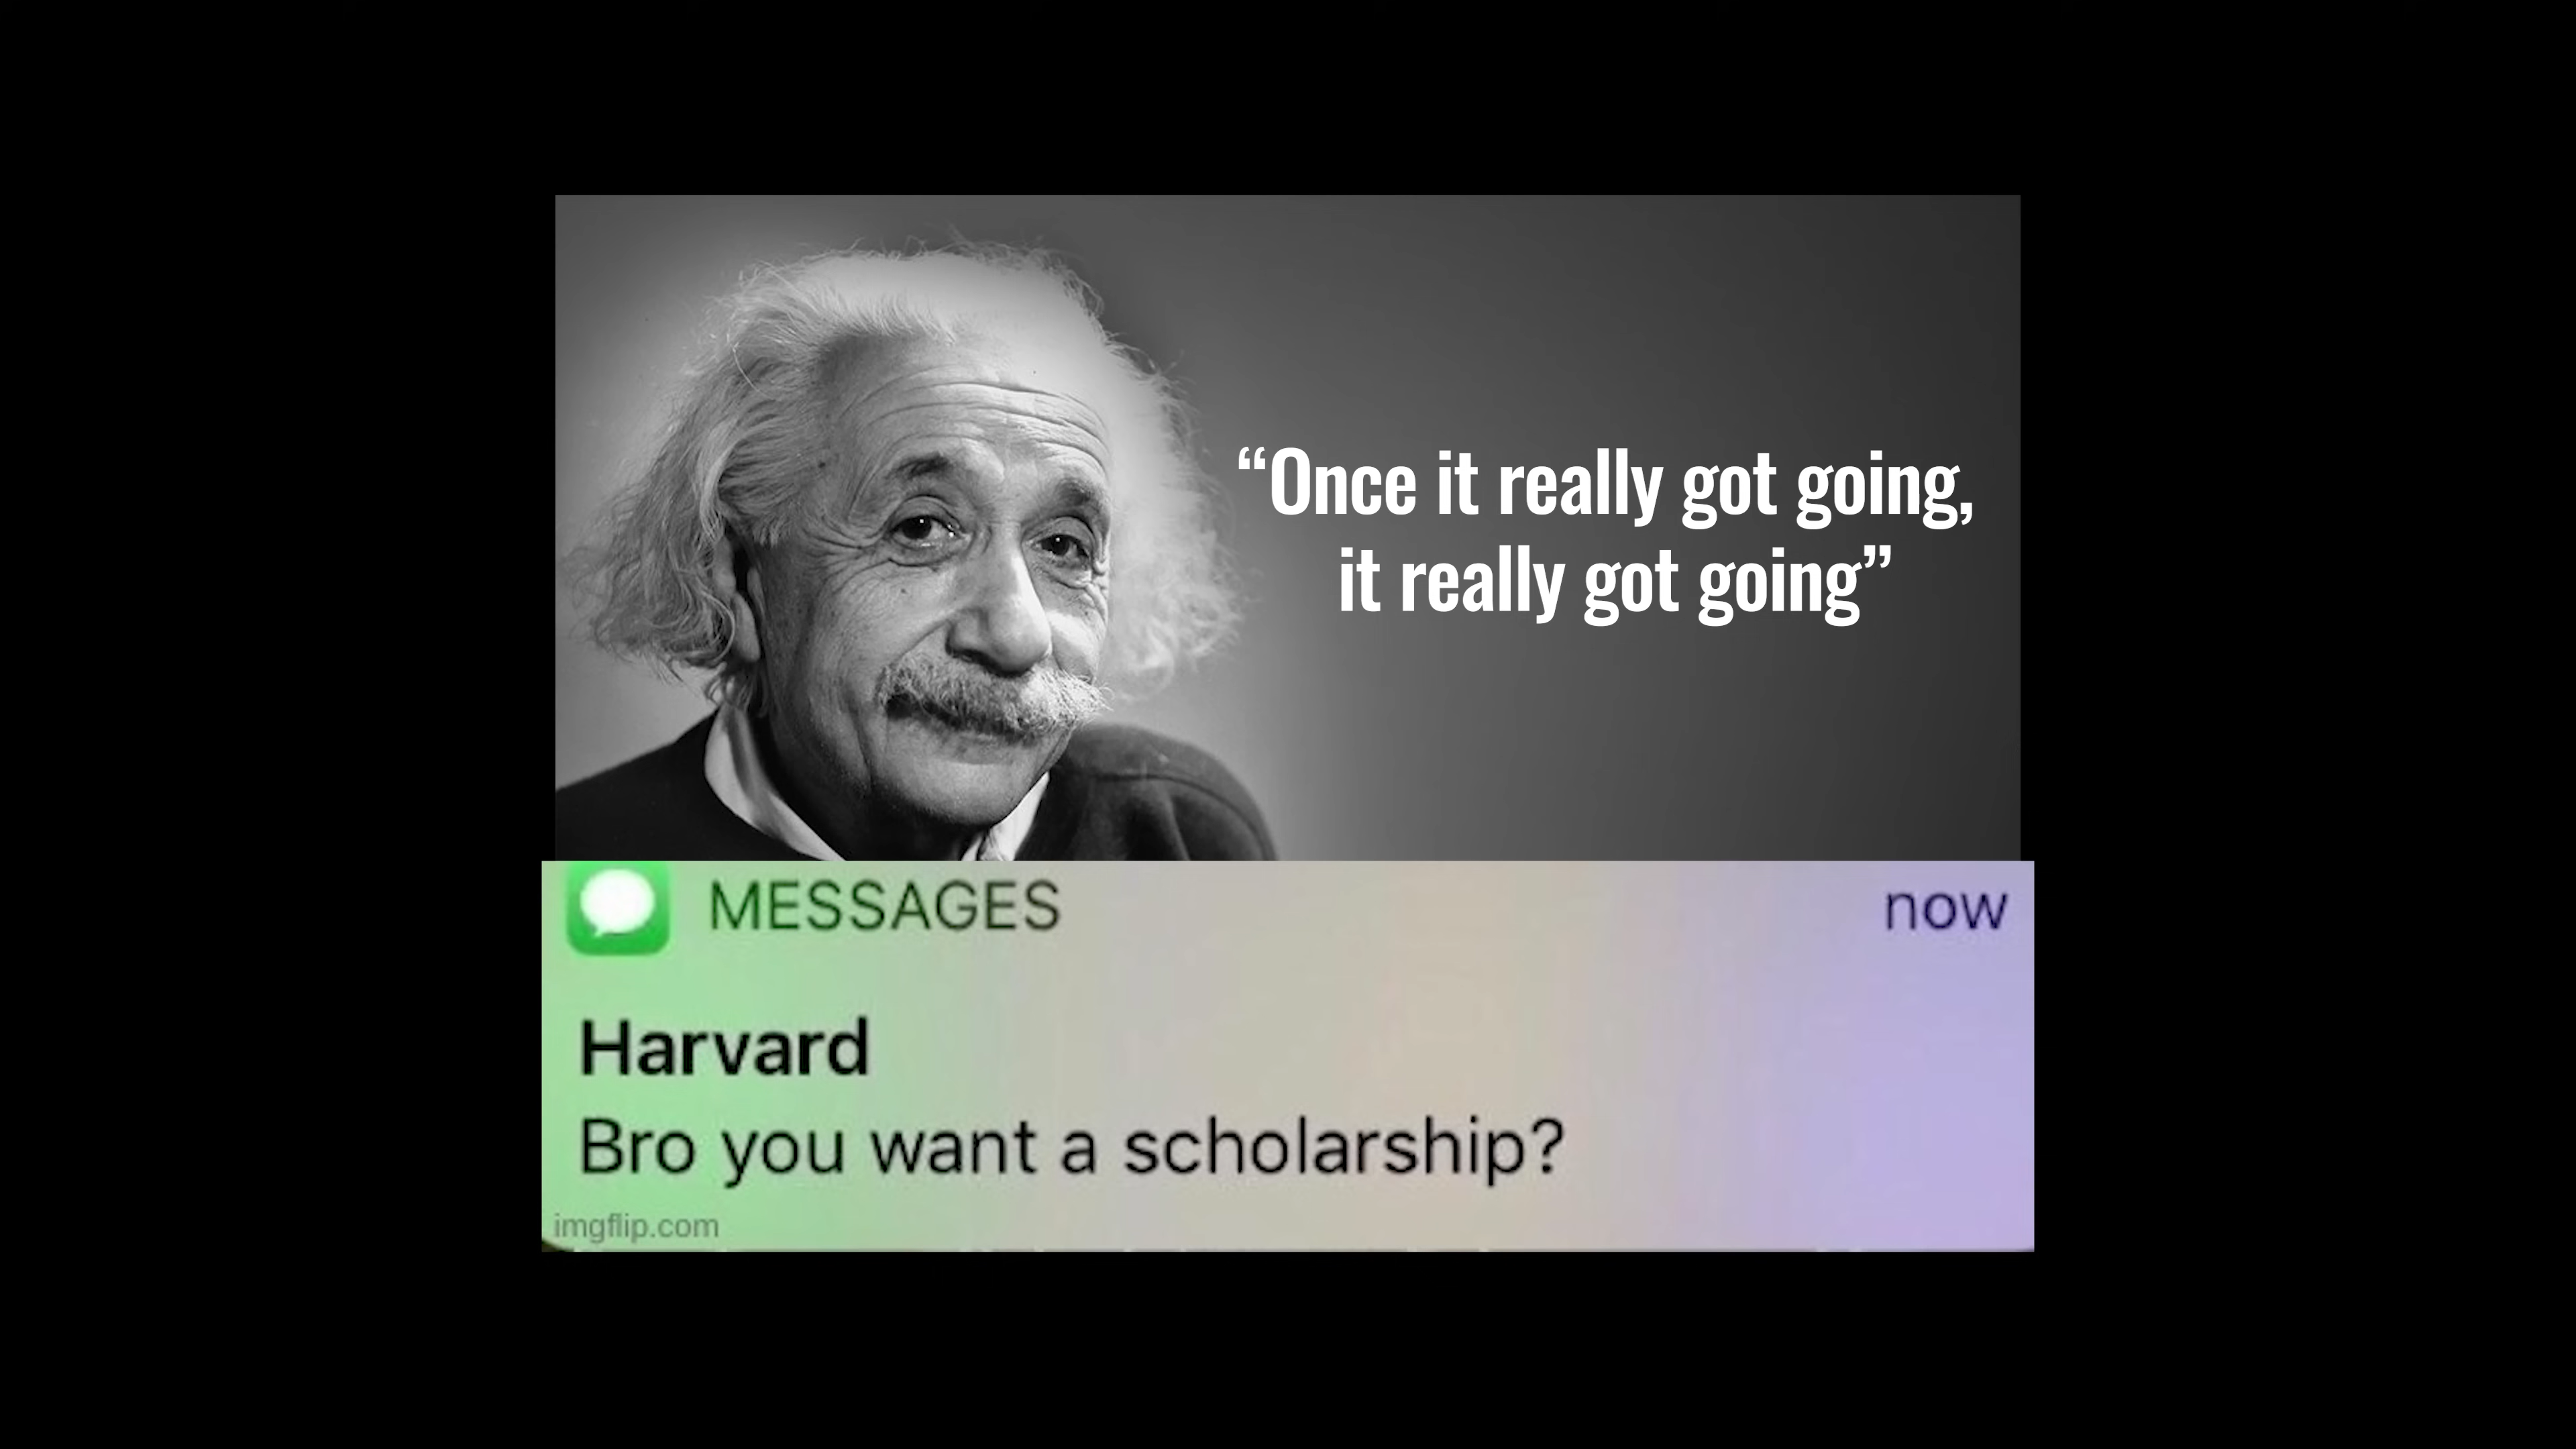 “Once it really got going,
it really got going”
MESSAGES
now
Harvard
Bro you want a scholarship?
imgflip.com